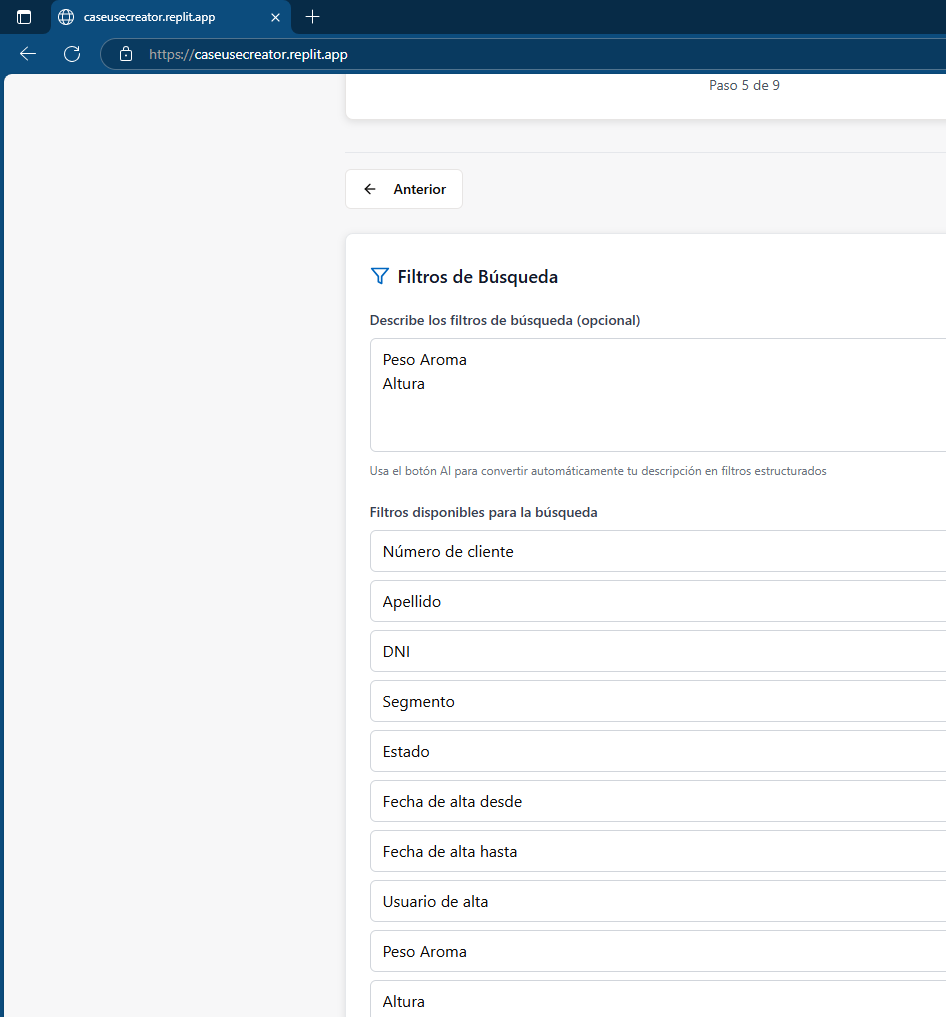 caseusecreator.replit.app
https://caseusecreator.replit.app
Paso 5 de 9
Anterior
Filtros de Búsqueda
Describe los filtros de búsqueda (opcional)
Peso Aroma
Altura
Usa el botón AI para convertir automáticamente tu descripción en filtros estructurados
Filtros disponibles para la búsqueda
Número de cliente
Apellido
DNI
Segmento
Estado
Fecha de alta desde
Fecha de alta hasta
Usuario de alta
Peso Aroma
Altura